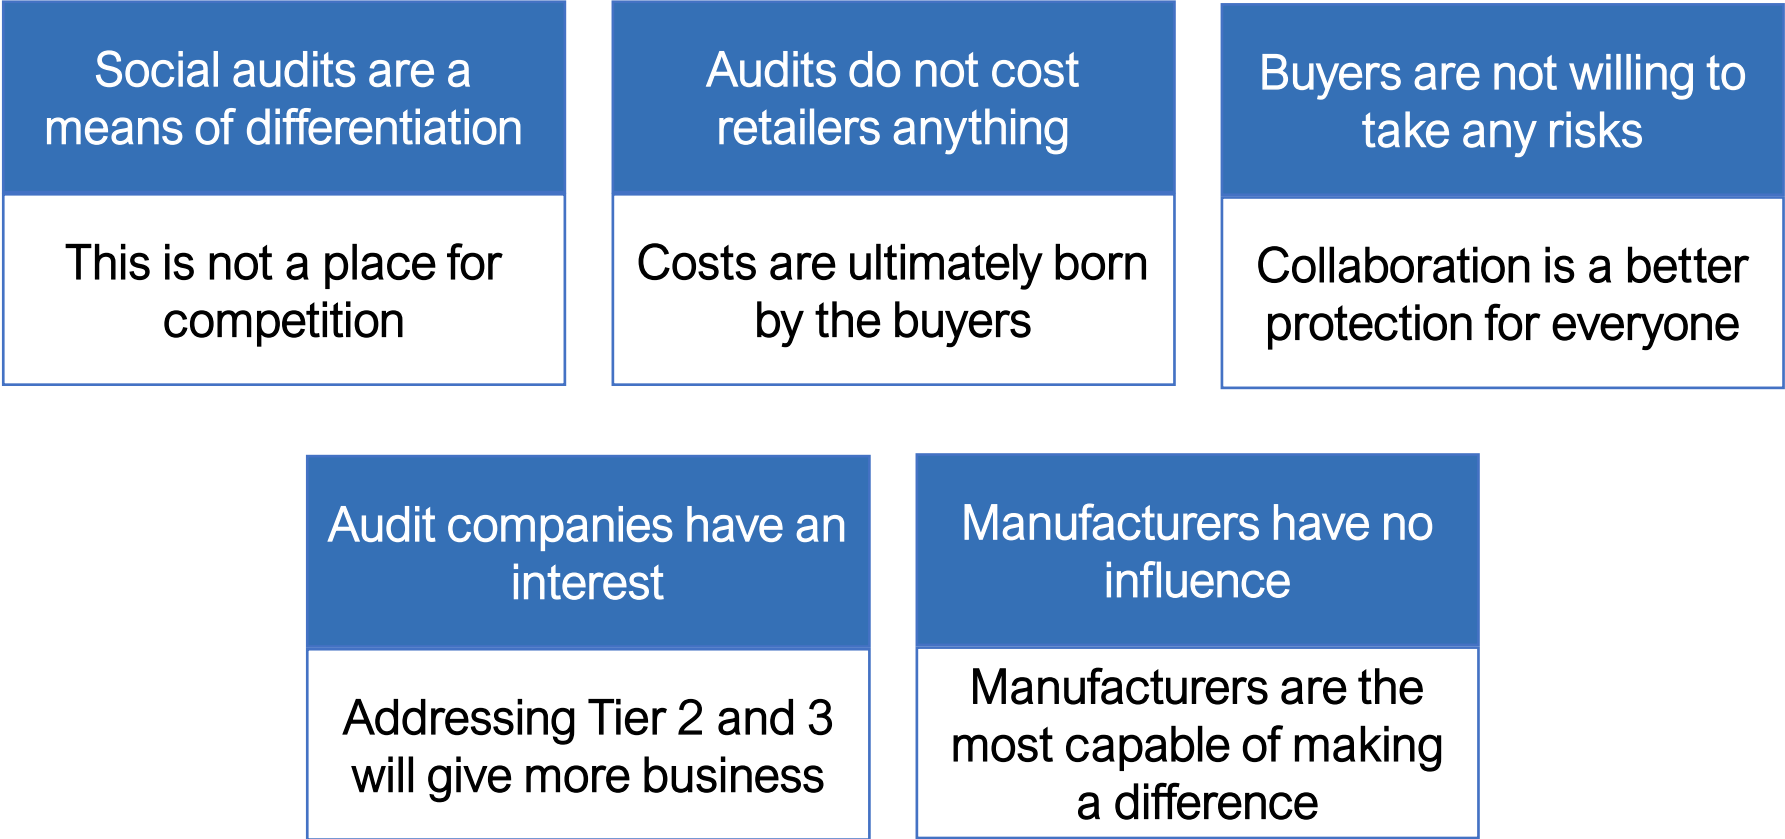 Social audits are a
means of differentiation
This is not a place for
competition
Audits do not cost
retailers anything
Costs are ultimately born
by the buyers
Buyers are not willing to
take any risks
Collaboration is a better
protection for everyone
Audit companies have an
interest
Addressing Tier 2 and 3
will give more business
Manufacturers have no
influence
Manufacturers are the
most capable of making
a difference